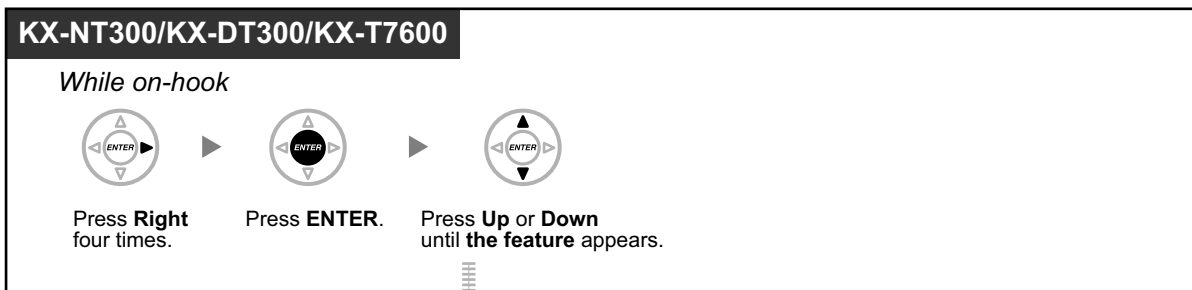 KX-NT300/KX-DT300/KX-T7600
While on-hook
ENTER
ENTER
ENTER
Press Right
four times.
Press ENTER.
Press Up or Down
until the feature appears.